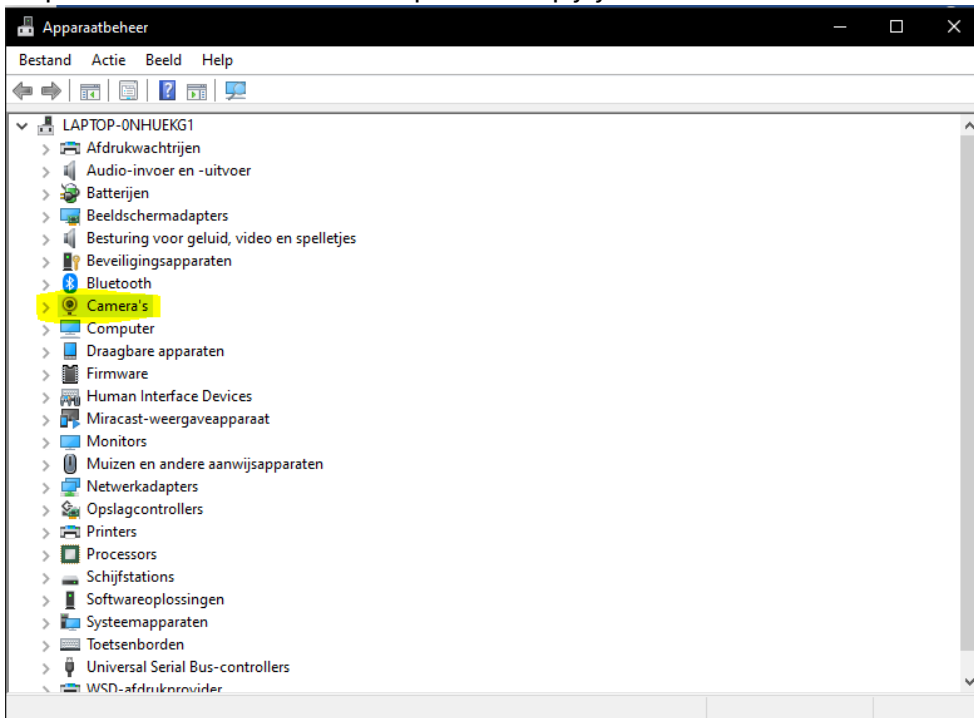 Apparaatbeheer
Bestand Actie Beeld Help
LAPTOP-0NHUEKG1
Afdrukwachtrijen
Audio-invoer en -uitvoer
Batterijen
Beeldschermadapters
Besturing voor geluid, video en spelletjes
Beveiligingsapparaten
Bluetooth
Camera's
Computer
Draagbare apparaten
Firmware
Human Interface Devices
Miracast-weergaveapparaat
Monitors
Muizen en andere aanwijsapparaten
Netwerkadapters
Opslagcontrollers
Printers
Processors
Schijfstations
Softwareoplossingen
Systeemapparaten
Toetsenborden
Universal Serial Bus-controllers
WSD-afdrukprovider